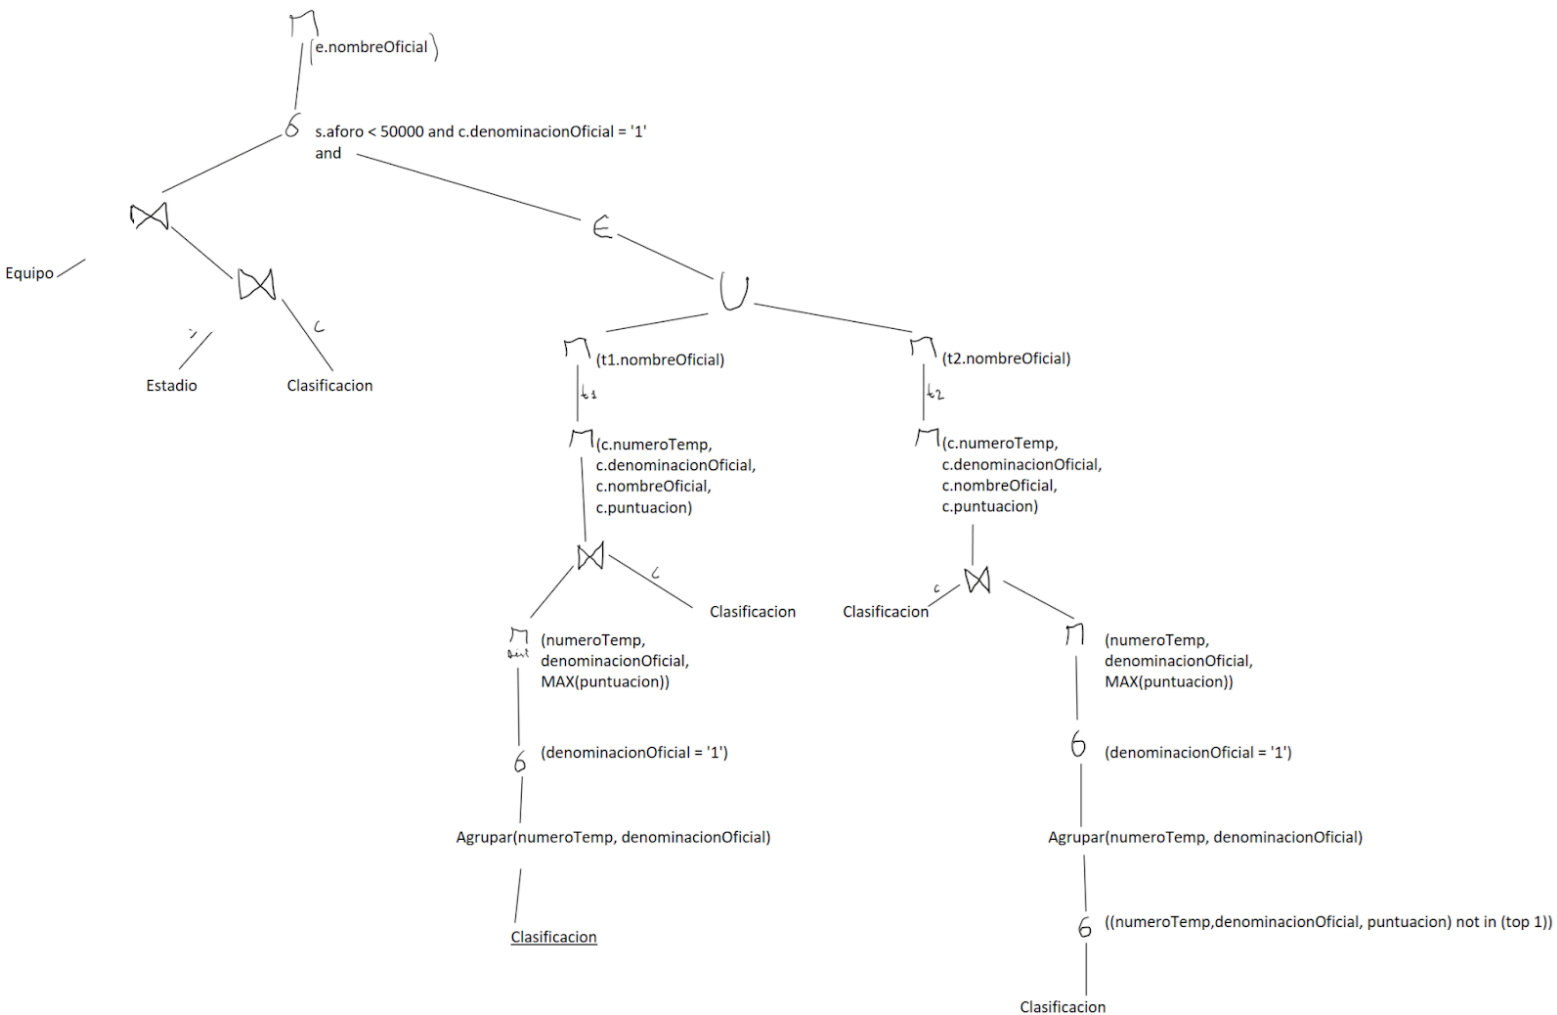 Π
(e.nombreOficial)
σ s.aforo < 50000 and c.denominacionOficial = '1'
and
⋈
∈
Equipo
⋈
U
c
Estadio
Clasificacion
Π (t1.nombreOficial)
Π (t2.nombreOficial)
t1
t2
Π (c.numeroTemp,
c.denominacionOficial,
c.nombreOficial,
c.puntuacion)
Π (c.numeroTemp,
c.denominacionOficial,
c.nombreOficial,
c.puntuacion)
⋈
c
Clasificacion
Clasificacion
c
⋈
Π (numeroTemp,
denominacionOficial,
MAX(puntuacion))
Π (numeroTemp,
denominacionOficial,
MAX(puntuacion))
σ (denominacionOficial = '1')
σ (denominacionOficial = '1')
Agrupar(numeroTemp, denominacionOficial)
Agrupar(numeroTemp, denominacionOficial)
Clasificacion
σ ((numeroTemp,denominacionOficial, puntuacion) not in (top 1))
Clasificacion